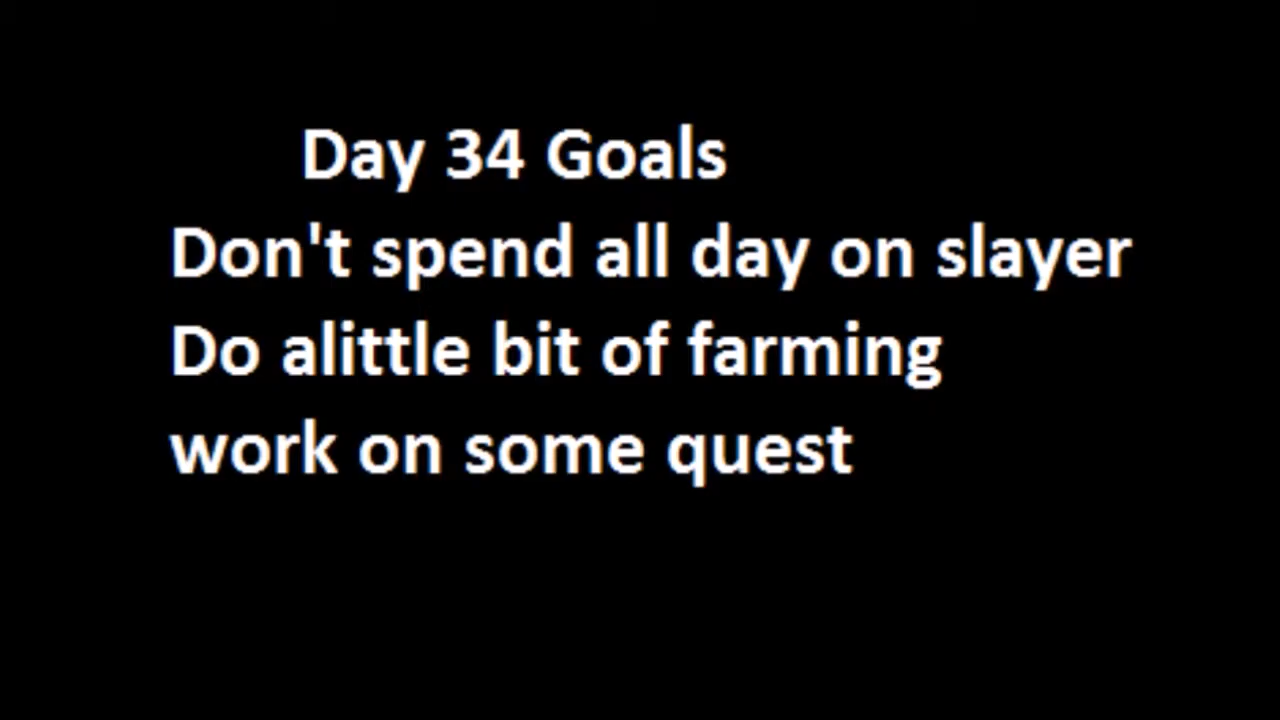 Day 34 Goals
Don't spend all day on slayer
Do alittle bit of farming
work on some quest